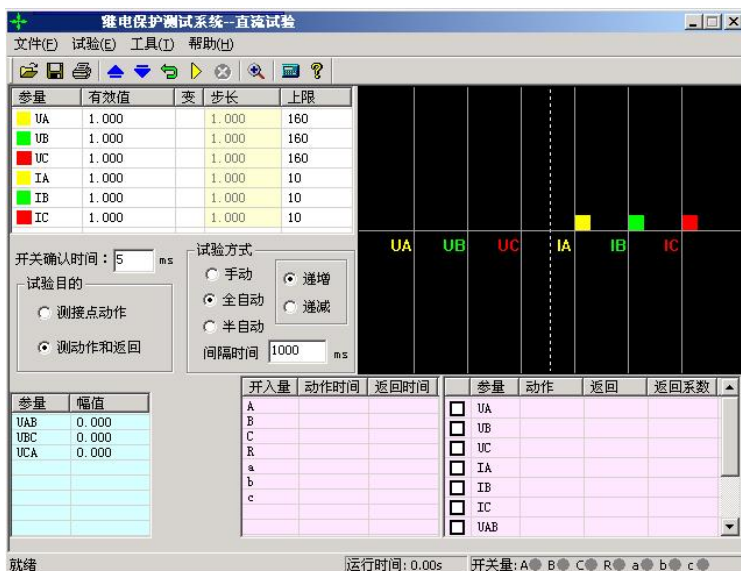 继电保护测试系统--直流试验
文件(F) 试验(E) 工具(T) 帮助(H)
参量 有效值 变 步长 上限
UA 1.000 1.000 160
UB 1.000 1.000 160
UC 1.000 1.000 160
IA 1.000 1.000 10
IB 1.000 1.000 10
IC 1.000 1.000 10
UA UB UC IA IB IC
开关确认时间：5 ms
试验目的
测接点动作
测动作和返回
试验方式
手动
全自动
半自动
递增
递减
间隔时间 1000 ms
参量 幅值
UAB 0.000
UBC 0.000
UCA 0.000
开入量 动作时间 返回时间
A
B
C
R
a
b
c
参量 动作 返回 返回系数
UA
UB
UC
IA
IB
IC
UAB
就绪 运行时间: 0.00s 开关量: A B C R a b c